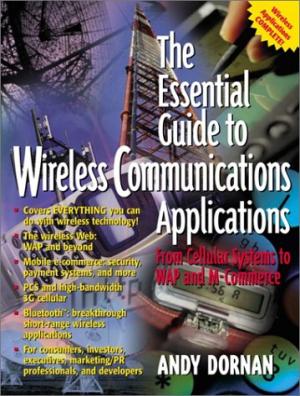 Wireless
Applications
COMPLETE!
The
Essential
Guide to
Wireless Communications
Applications
From Cellular Systems to
WAP and M-Commerce
Covers EVERYTHING you can
do with wireless technology!
The wireless Web:
WAP and beyond
Mobile e-commerce: security,
payment systems, and more
PCS and high-bandwidth
3G cellular
Bluetooth™: breakthrough
short-range wireless
applications
For consumers, investors,
executives, marketing/PR
professionals, and developers
ANDY DORNAN